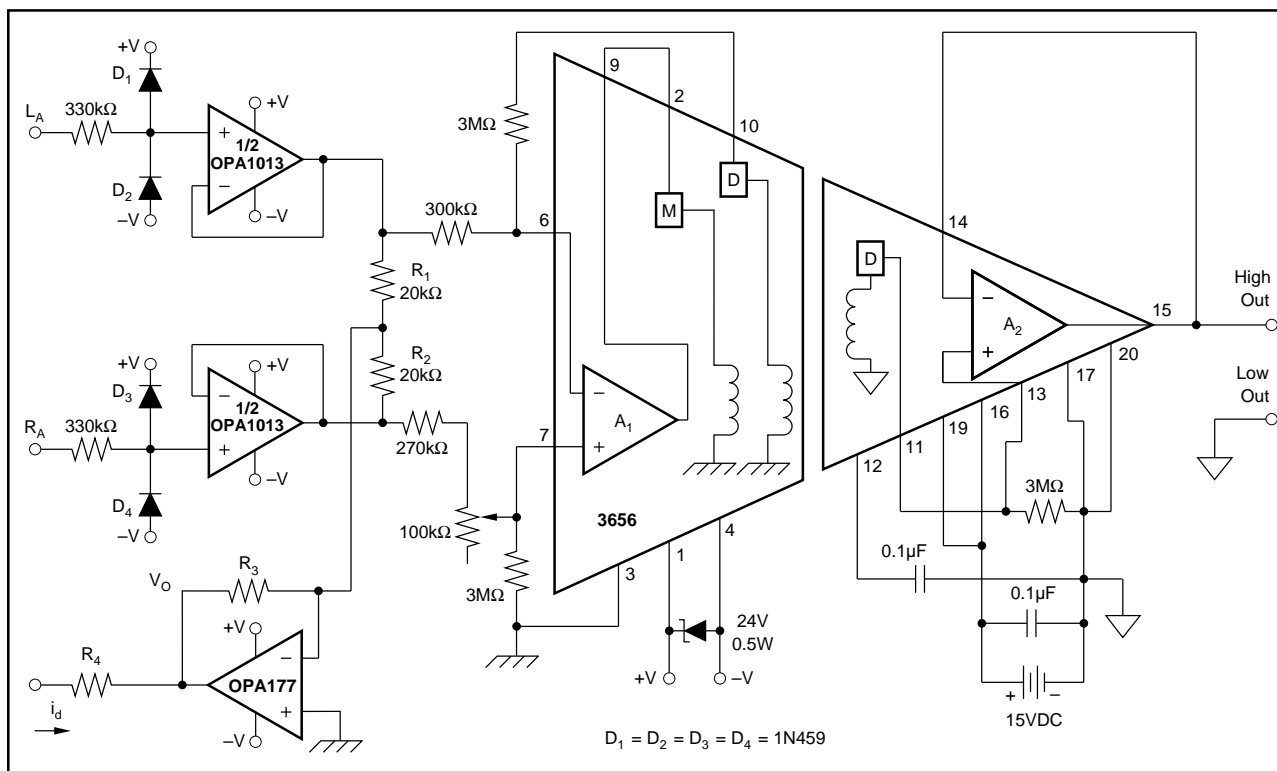 +V
D1
LA
330kΩ
+
+V
1/2
OPA1013
−
−V
D2
−V
3MΩ
300kΩ
6
9
2
10
M
D
R1
20kΩ
R2
20kΩ
+V
D3
RA
330kΩ
−
+V
1/2
OPA1013
+
−V
D4
−V
270kΩ
100kΩ
3MΩ
7
−
A1
+
3656
3
1
4
24V
0.5W
+V
−V
VO
R3
+V
−
OPA177
+
−V
R4
id
D
14
−
A2
+
15
20
17
13
16
19
11
12
3MΩ
0.1µF
0.1µF
+
−
15VDC
High
Out
Low
Out
D1 = D2 = D3 = D4 = 1N459